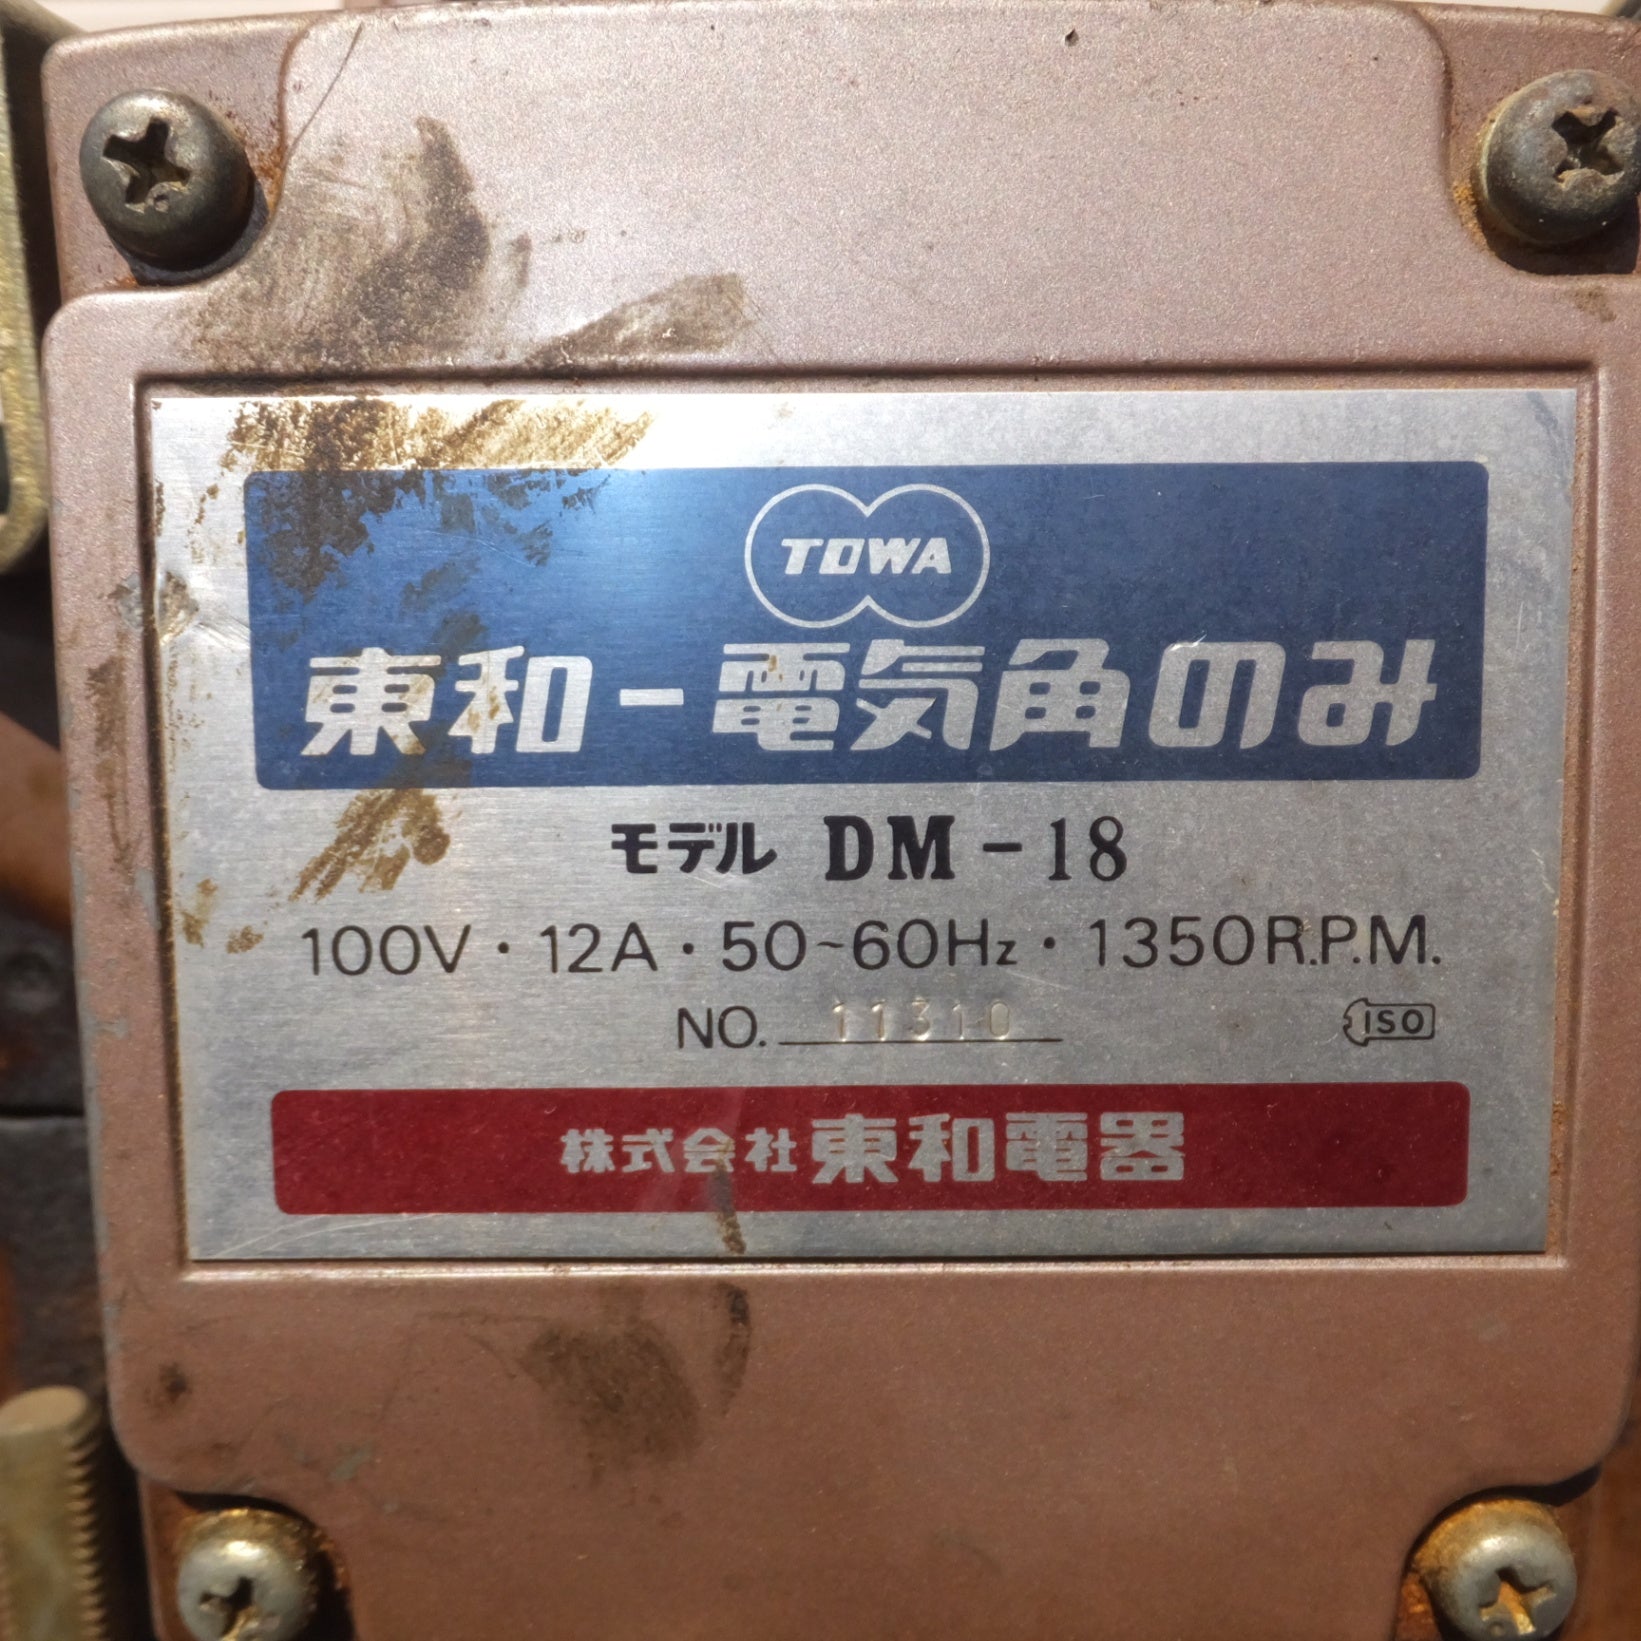 TOWA
東和-電気角のみ
モデル DM-18
100V・12A・50~60Hz・1350R.P.M.
NO. 11310
ISO
株式会社東和電器